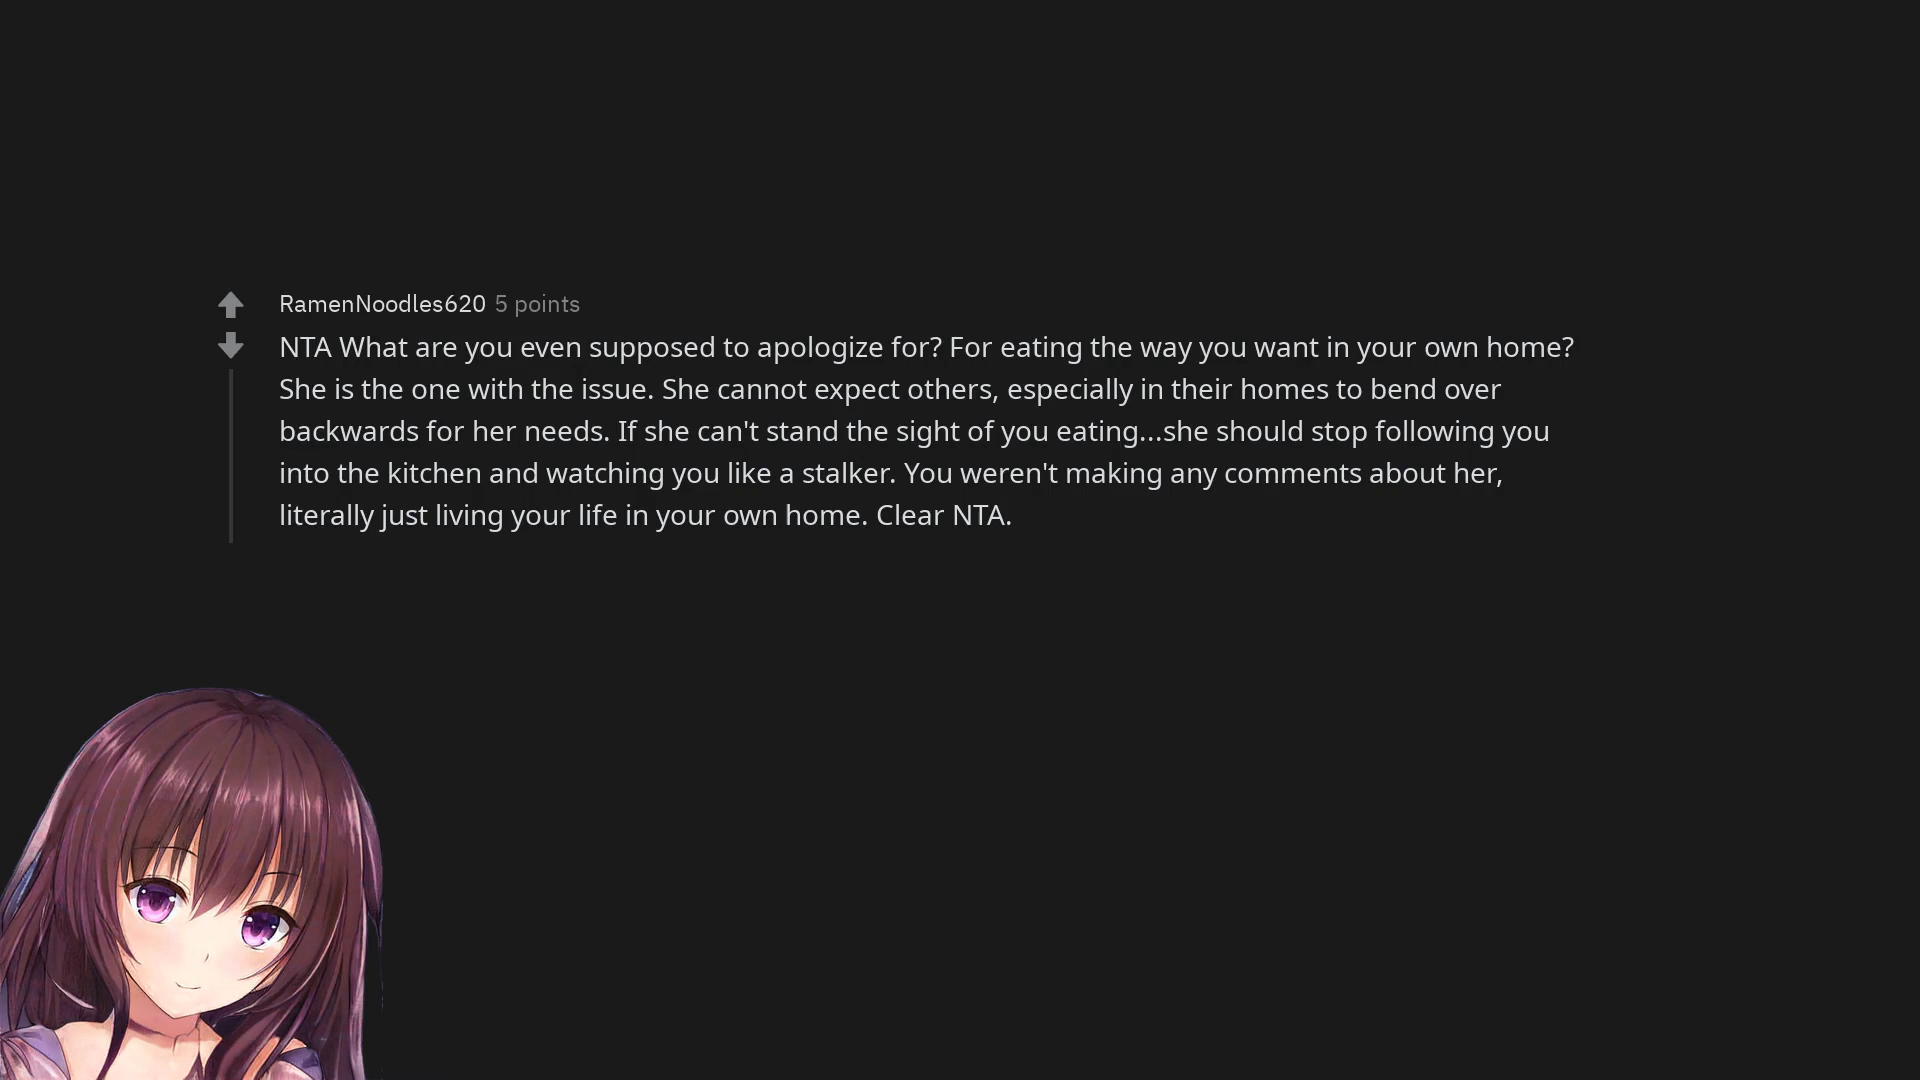 RamenNoodles620 5 points
NTA What are you even supposed to apologize for? For eating the way you want in your own home?
She is the one with the issue. She cannot expect others, especially in their homes to bend over
backwards for her needs. If she can't stand the sight of you eating...she should stop following you
into the kitchen and watching you like a stalker. You weren't making any comments about her,
literally just living your life in your own home. Clear NTA.